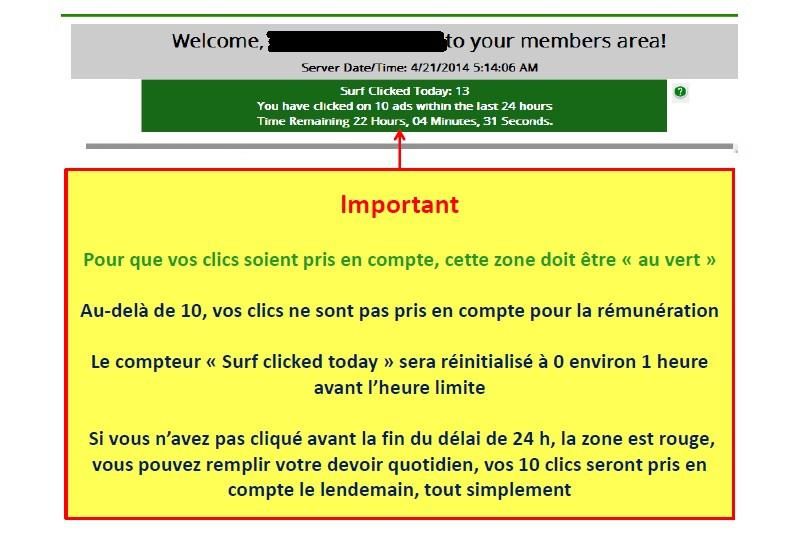 Welcome, to your members area!
Server Date/Time: 4/21/2014 5:14:06 AM
Surf Clicked Today: 13
You have clicked on 10 ads within the last 24 hours
Time Remaining 22 Hours, 04 Minutes, 31 Seconds.
?
Important
Pour que vos clics soient pris en compte, cette zone doit être « au vert »
Au-delà de 10, vos clics ne sont pas pris en compte pour la rémunération
Le compteur « Surf clicked today » sera réinitialisé à 0 environ 1 heure
avant l’heure limite
Si vous n’avez pas cliqué avant la fin du délai de 24 h, la zone est rouge,
vous pouvez remplir votre devoir quotidien, vos 10 clics seront pris en
compte le lendemain, tout simplement